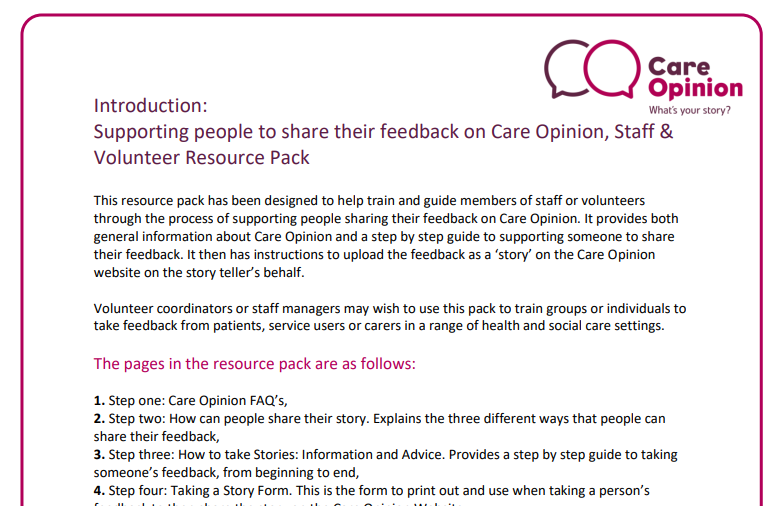 Care
Opinion
What's your story?
Introduction:
Supporting people to share their feedback on Care Opinion, Staff &
Volunteer Resource Pack
This resource pack has been designed to help train and guide members of staff or volunteers
through the process of supporting people sharing their feedback on Care Opinion. It provides both
general information about Care Opinion and a step by step guide to supporting someone to share
their feedback. It then has instructions to upload the feedback as a ‘story’ on the Care Opinion
website on the story teller’s behalf.
Volunteer coordinators or staff managers may wish to use this pack to train groups or individuals to
take feedback from patients, service users or carers in a range of health and social care settings.
The pages in the resource pack are as follows:
1. Step one: Care Opinion FAQ’s,
2. Step two: How can people share their story. Explains the three different ways that people can
share their feedback,
3. Step three: How to take Stories: Information and Advice. Provides a step by step guide to taking
someone’s feedback, from beginning to end,
4. Step four: Taking a Story Form. This is the form to print out and use when taking a person’s